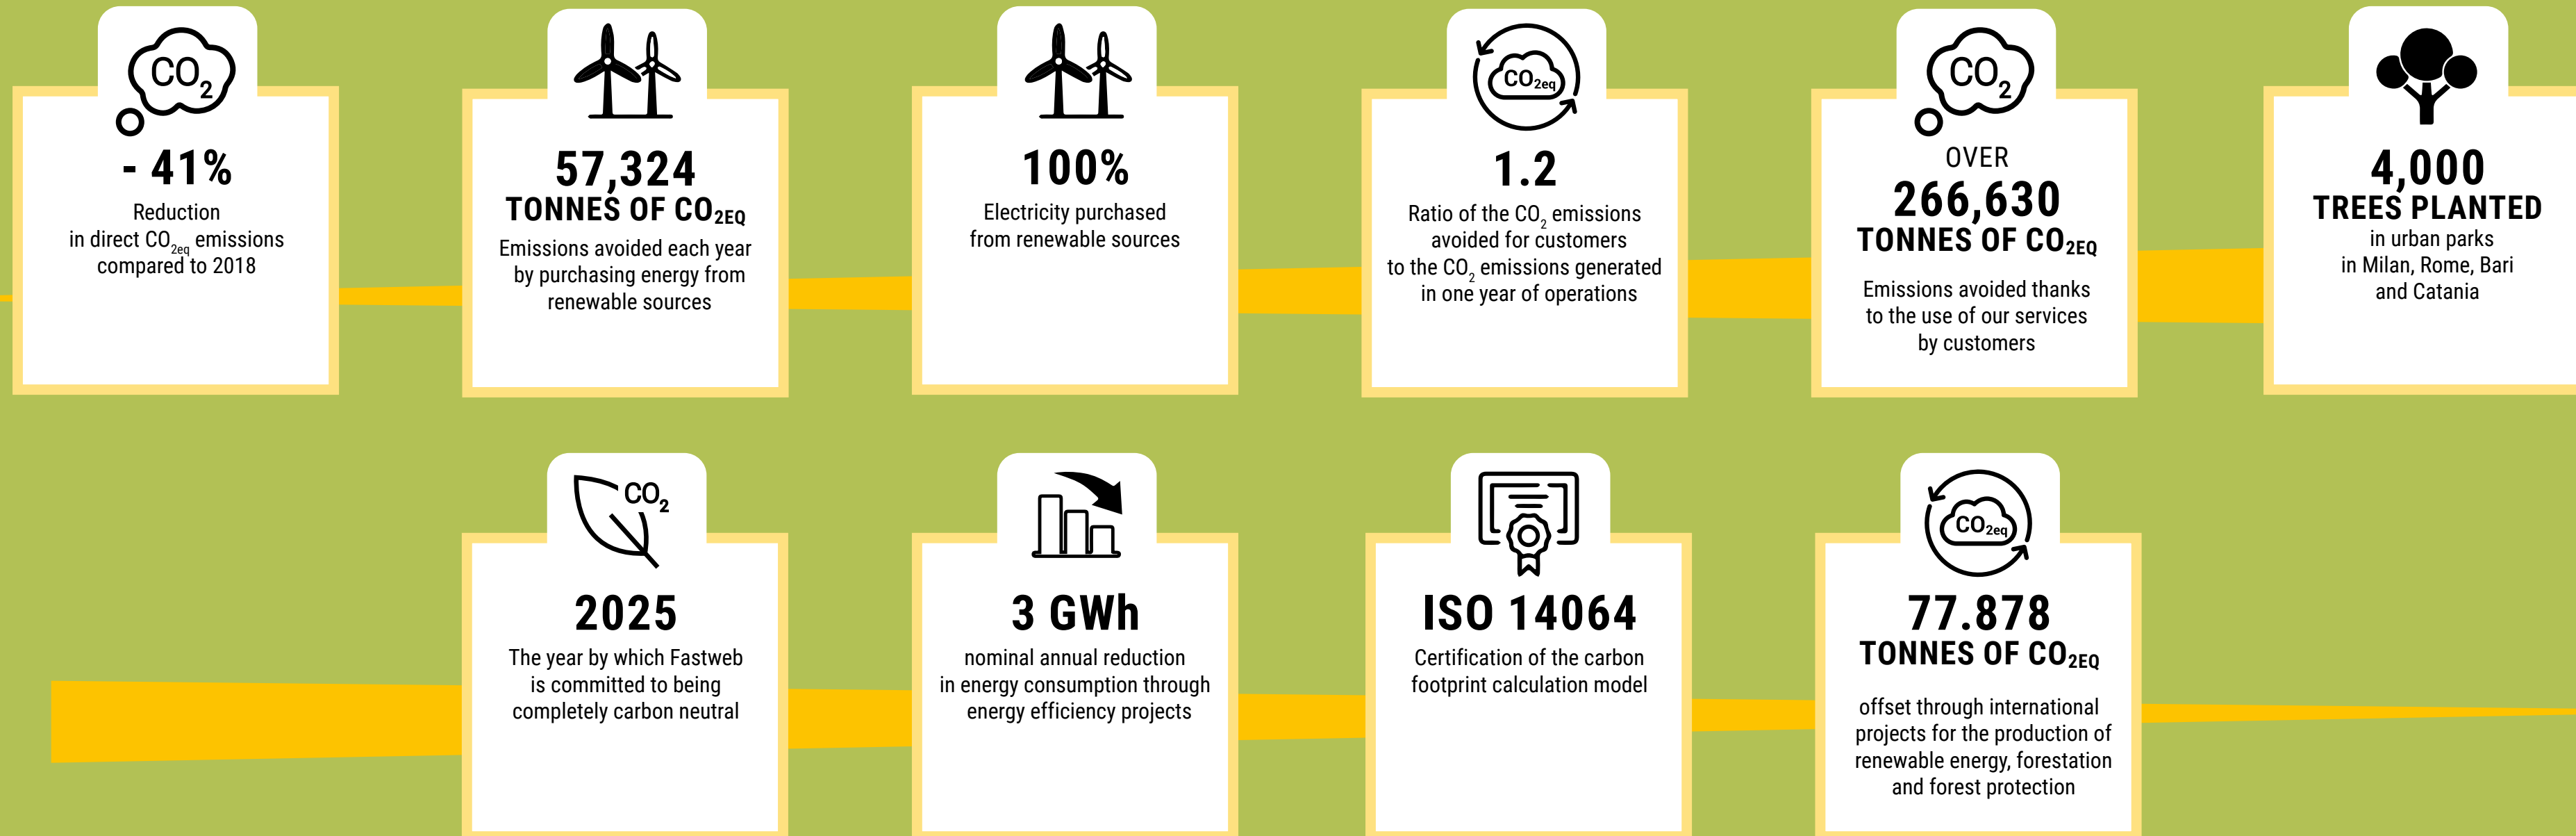 CO2
- 41%
Reduction
in direct CO2eq emissions
compared to 2018
57,324
TONNES OF CO2EQ
Emissions avoided each year
by purchasing energy from
renewable sources
100%
Electricity purchased
from renewable sources
CO2eq
1.2
Ratio of the CO2 emissions
avoided for customers
to the CO2 emissions generated
in one year of operations
CO2
OVER
266,630
TONNES OF CO2EQ
Emissions avoided thanks
to the use of our services
by customers
4,000
TREES PLANTED
in urban parks
in Milan, Rome, Bari
and Catania
CO2
2025
The year by which Fastweb
is committed to being
completely carbon neutral
3 GWh
nominal annual reduction
in energy consumption through
energy efficiency projects
ISO 14064
Certification of the carbon
footprint calculation model
CO2eq
77.878
TONNES OF CO2EQ
offset through international
projects for the production of
renewable energy, forestation
and forest protection